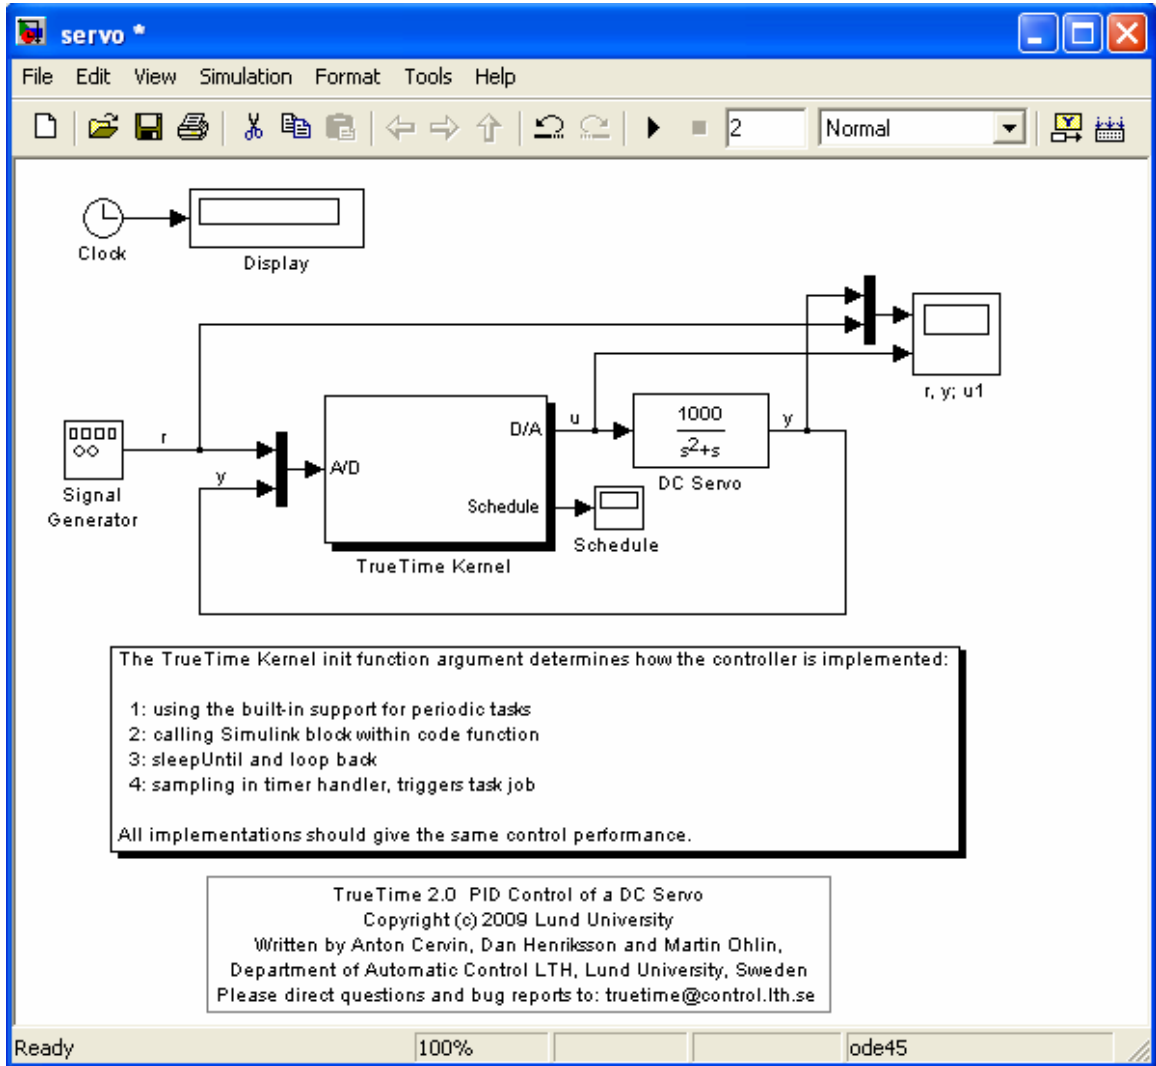 servo *
File Edit View Simulation Format Tools Help
2 Normal
Clock
Display
r, y; u1
r
y
Signal
Generator
A/D
D/A
Schedule
TrueTime Kernel
u
1000
s2+s
DC Servo
y
Schedule
The TrueTime Kernel init function argument determines how the controller is implemented:
1: using the built-in support for periodic tasks
2: calling Simulink block within code function
3: sleepUntil and loop back
4: sampling in timer handler, triggers task job
All implementations should give the same control performance.
TrueTime 2.0 PID Control of a DC Servo
Copyright (c) 2009 Lund University
Written by Anton Cervin, Dan Henriksson and Martin Ohlin,
Department of Automatic Control LTH, Lund University, Sweden
Please direct questions and bug reports to: truetime@control.lth.se
Ready 100% ode45